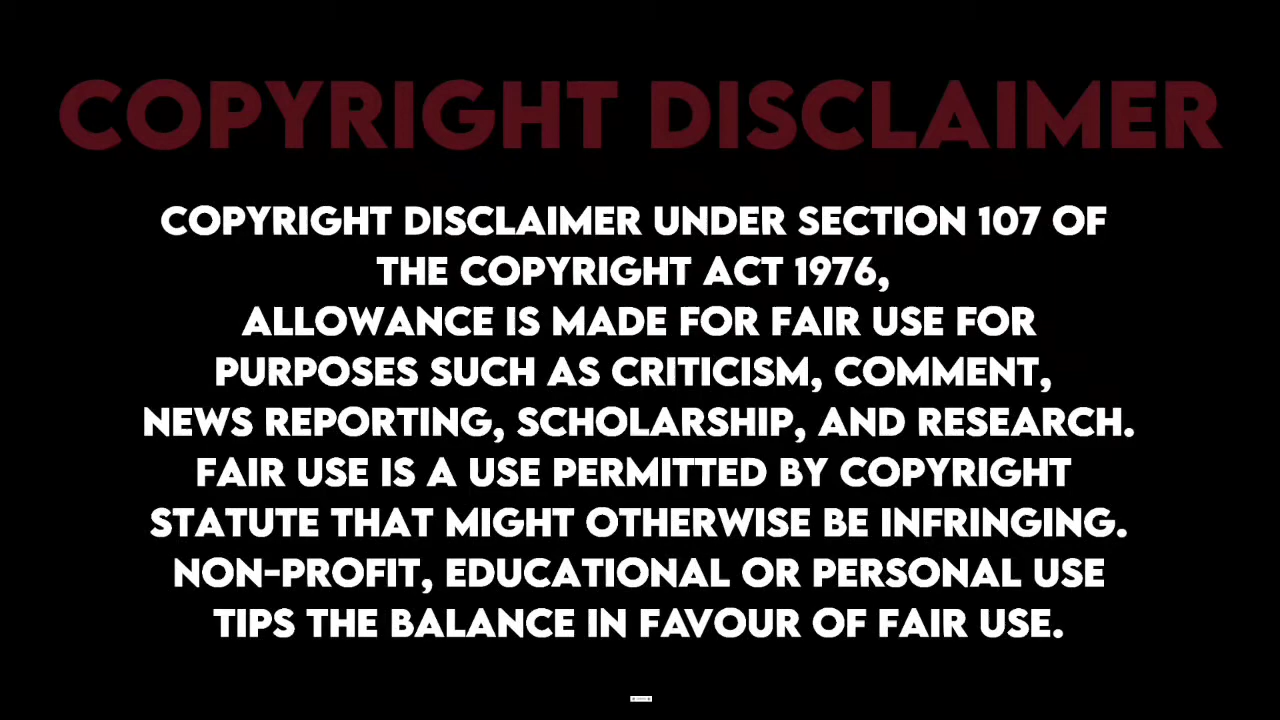 COPYRIGHT DISCLAIMER
COPYRIGHT DISCLAIMER UNDER SECTION 107 OF
THE COPYRIGHT ACT 1976,
ALLOWANCE IS MADE FOR FAIR USE FOR
PURPOSES SUCH AS CRITICISM, COMMENT,
NEWS REPORTING, SCHOLARSHIP, AND RESEARCH.
FAIR USE IS A USE PERMITTED BY COPYRIGHT
STATUTE THAT MIGHT OTHERWISE BE INFRINGING.
NON-PROFIT, EDUCATIONAL OR PERSONAL USE
TIPS THE BALANCE IN FAVOUR OF FAIR USE.